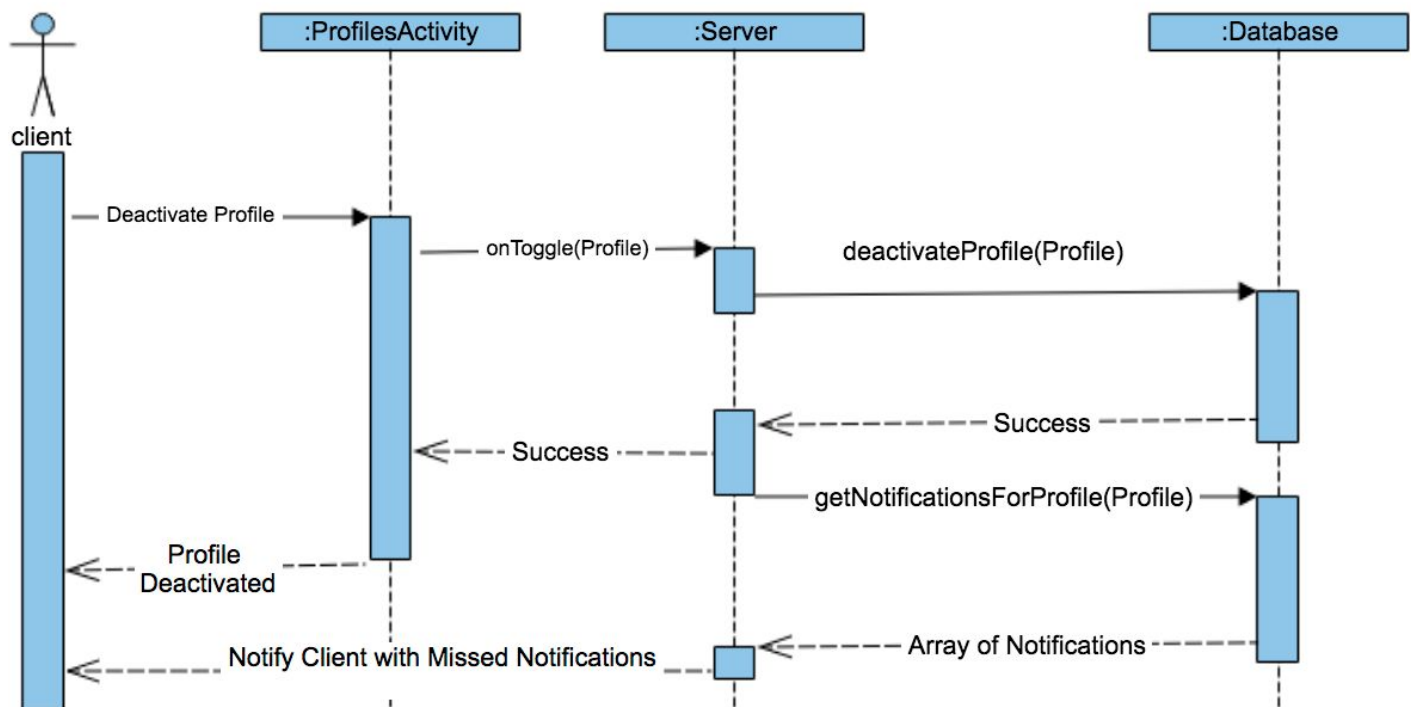 :ProfilesActivity
:Server
:Database
client
Deactivate Profile
onToggle(Profile)
deactivateProfile(Profile)
Success
Success
getNotificationsForProfile(Profile)
Profile
Deactivated
Array of Notifications
Notify Client with Missed Notifications